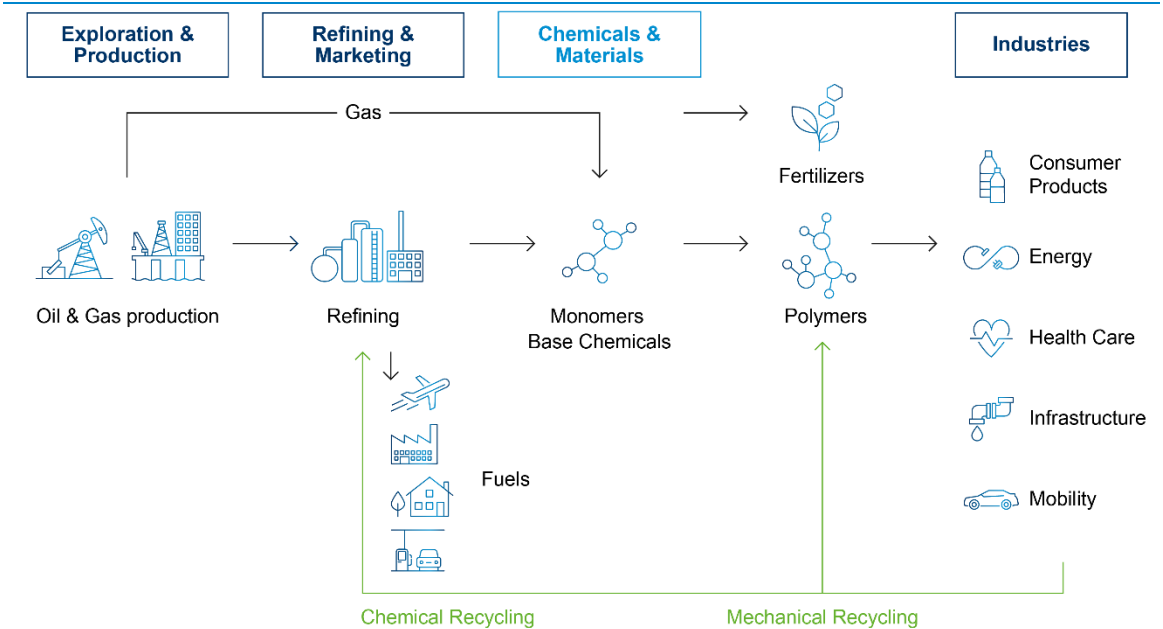 Exploration &
Production
Refining &
Marketing
Chemicals &
Materials
Industries
Gas
Fertilizers
Consumer
Products
Energy
Oil & Gas production
Refining
Monomers
Base Chemicals
Polymers
Health Care
Infrastructure
Fuels
Mobility
Chemical Recycling
Mechanical Recycling